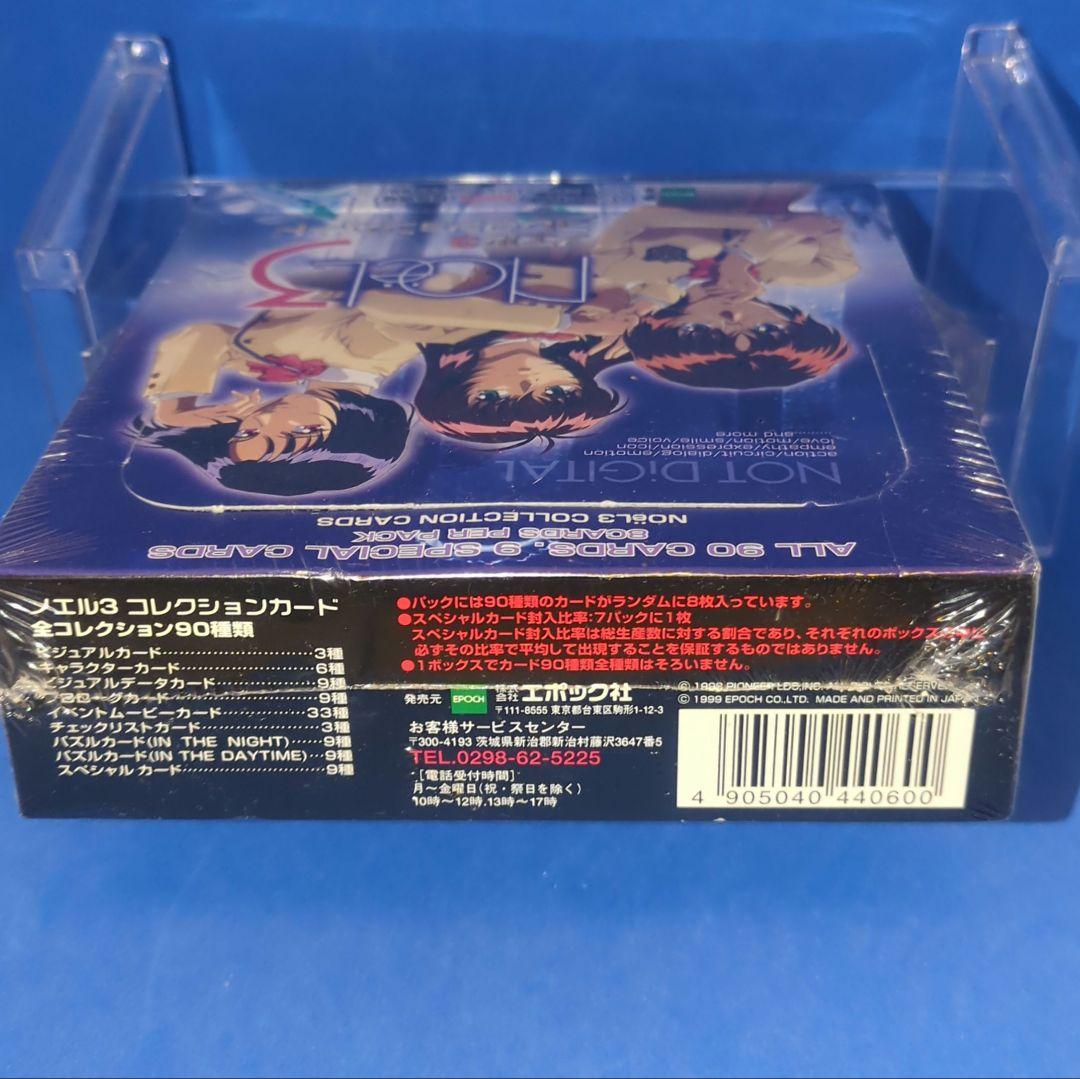 NOëL3
NOT DiGITAL
action/circuit/dialog/emotion
empathy/expression/icon
love/motion/smile/voice
........and more
NOëL3 COLLECTION CARDS
8CARDS PER PACK
ALL 90 CARDS. 9 SPECIAL CARDS
ノエル3 コレクションカード
全コレクション90種類
ビジュアルカード……3種
キャラクターカード……6種
ビジュアルデータカード……9種
プロローグカード……9種
イベントムービーカード……33種
チェックリストカード……3種
パズルカード(IN THE NIGHT)……9種
パズルカード(IN THE DAYTIME)…9種
スペシャルカード……9種
●パックには90種類のカードがランダムに8枚入っています。
●スペシャルカード封入比率:7パックに1枚
スペシャルカード封入比率は総生産数に対する割合であり、それぞれのボックス
必ずその比率で平均して出現することを保証するものではありません。
●1ボックスでカード90種類全種類はそろいません。
発売元 EPOCH 株式会社 エポック社
〒111-8555 東京都台東区駒形1-12-3
お客様サービスセンター
〒300-4193 茨城県新治郡新治村藤沢3647番5
TEL.0298-62-5225
[電話受付時間]
月〜金曜日(祝・祭日を除く)
10時〜12時.13時〜17時
© 1998 PIONEER LDC, INC.
© 1999 EPOCH CO.,LTD. MADE AND PRINTED IN JAPAN
4 905040 440600